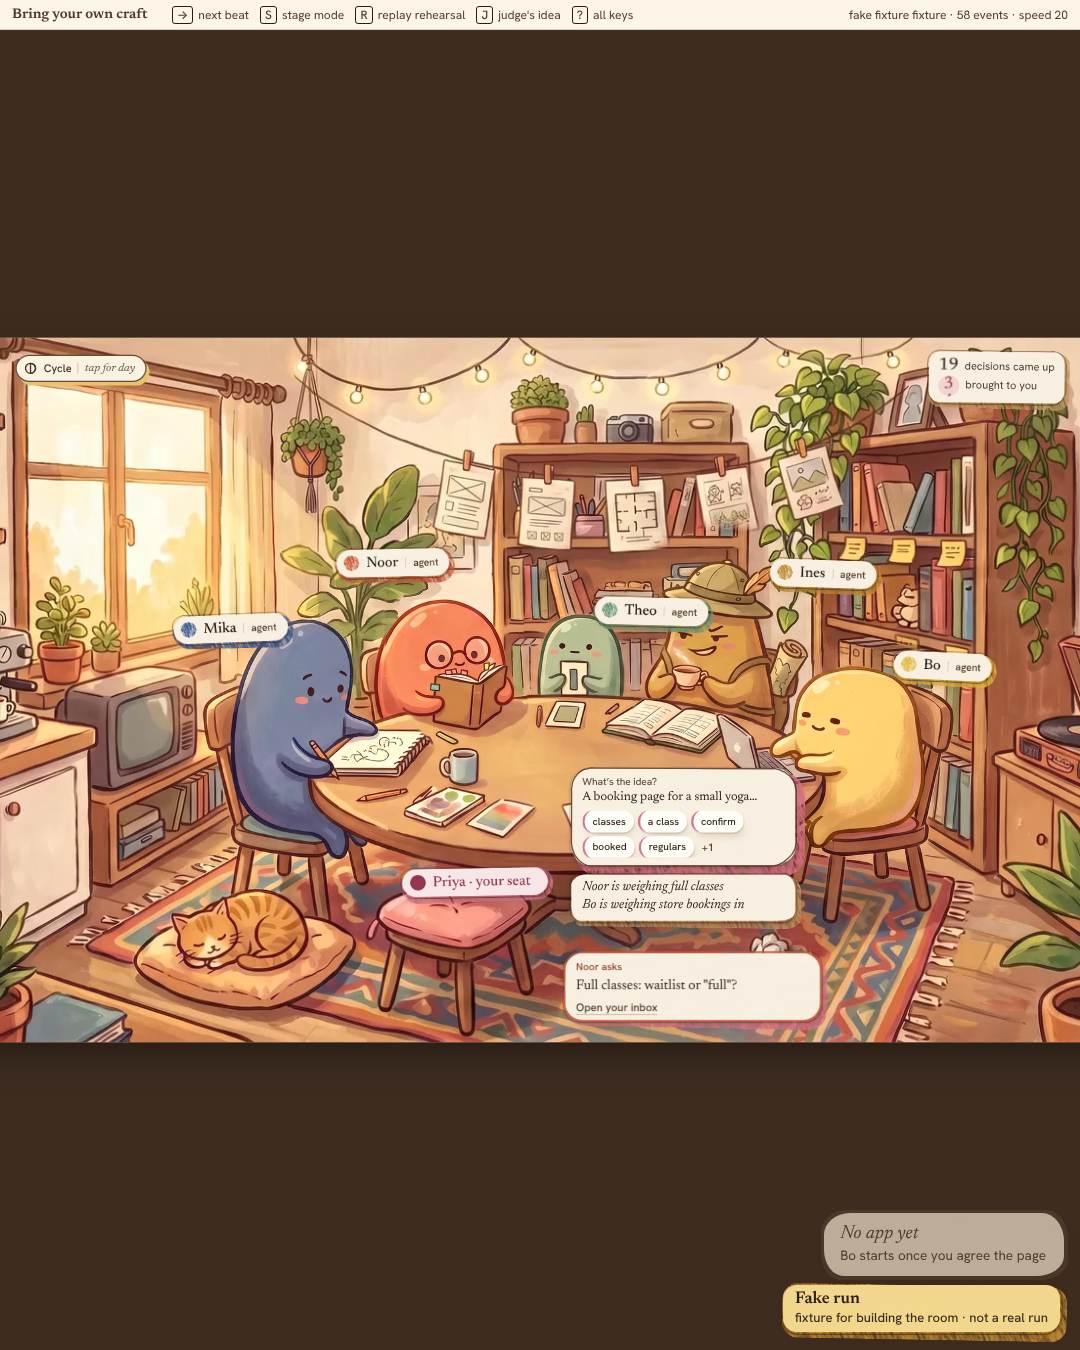 Bring your own craft
→ next beat S stage mode R replay rehearsal J judge's idea ? all keys
fake fixture fixture · 58 events · speed 20
Cycle | tap for day
19 decisions came up
3 brought to you
Noor | agent
Ines | agent
Theo | agent
Mika | agent
Bo | agent
What's the idea?
A booking page for a small yoga...
classes a class confirm
booked regulars +1
Priya · your seat
Noor is weighing full classes
Bo is weighing store bookings in
Noor asks
Full classes: waitlist or "full"?
Open your inbox
No app yet
Bo starts once you agree the page
Fake run
fixture for building the room · not a real run